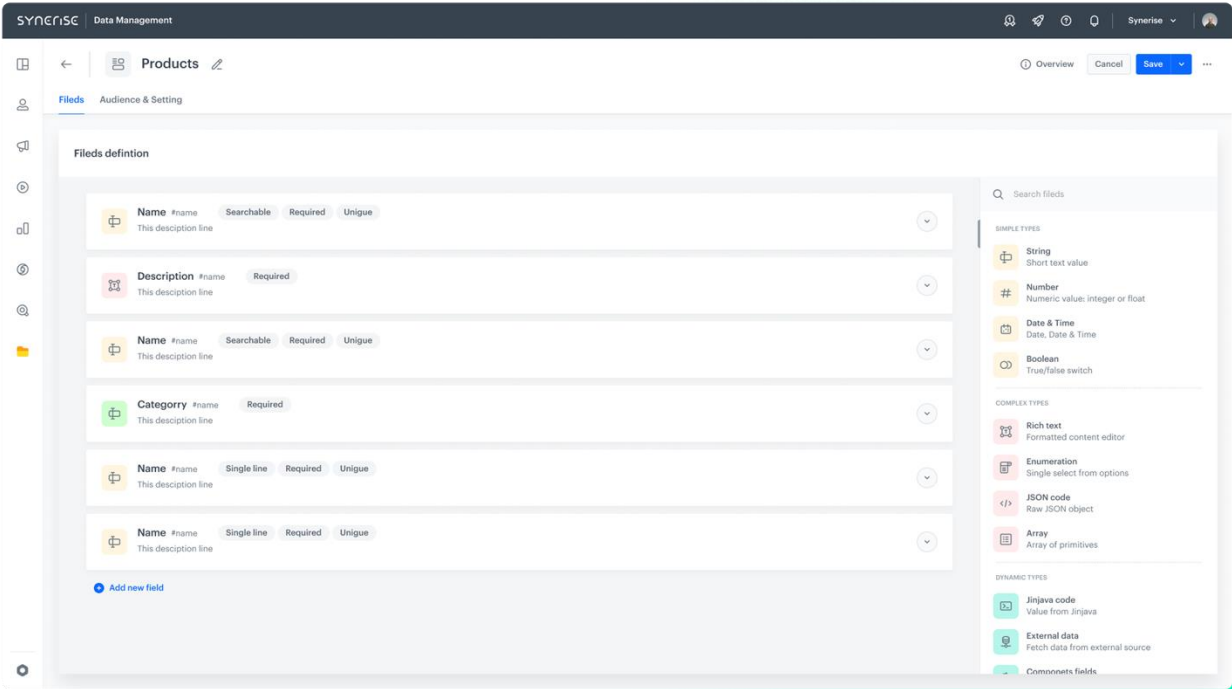 SYNERISE Data Management Synerise
Products Overview Cancel Save
Fileds Audience & Setting
Fileds defintion
Name #name Searchable Required Unigue
This desciption line
Description #name Required
This desciption line
Name #name Searchable Required Unigue
This desciption line
Categorry #name Required
This desciption line
Name #name Single line Required Unigue
This desciption line
Name #name Single line Required Unigue
This desciption line
Add new field
Search fileds
SIMPLE TYPES
String
Short text value
Number
Numeric value: integer or float
Date & Time
Date, Date & Time
Boolean
True/false switch
COMPLEX TYPES
Rich text
Formatted content editor
Enumeration
Single select from options
JSON code
Raw JSON object
Array
Array of primitives
DYNAMIC TYPES
Jinjava code
Value from Jinjava
External data
Fetch data from external source
Componets fields